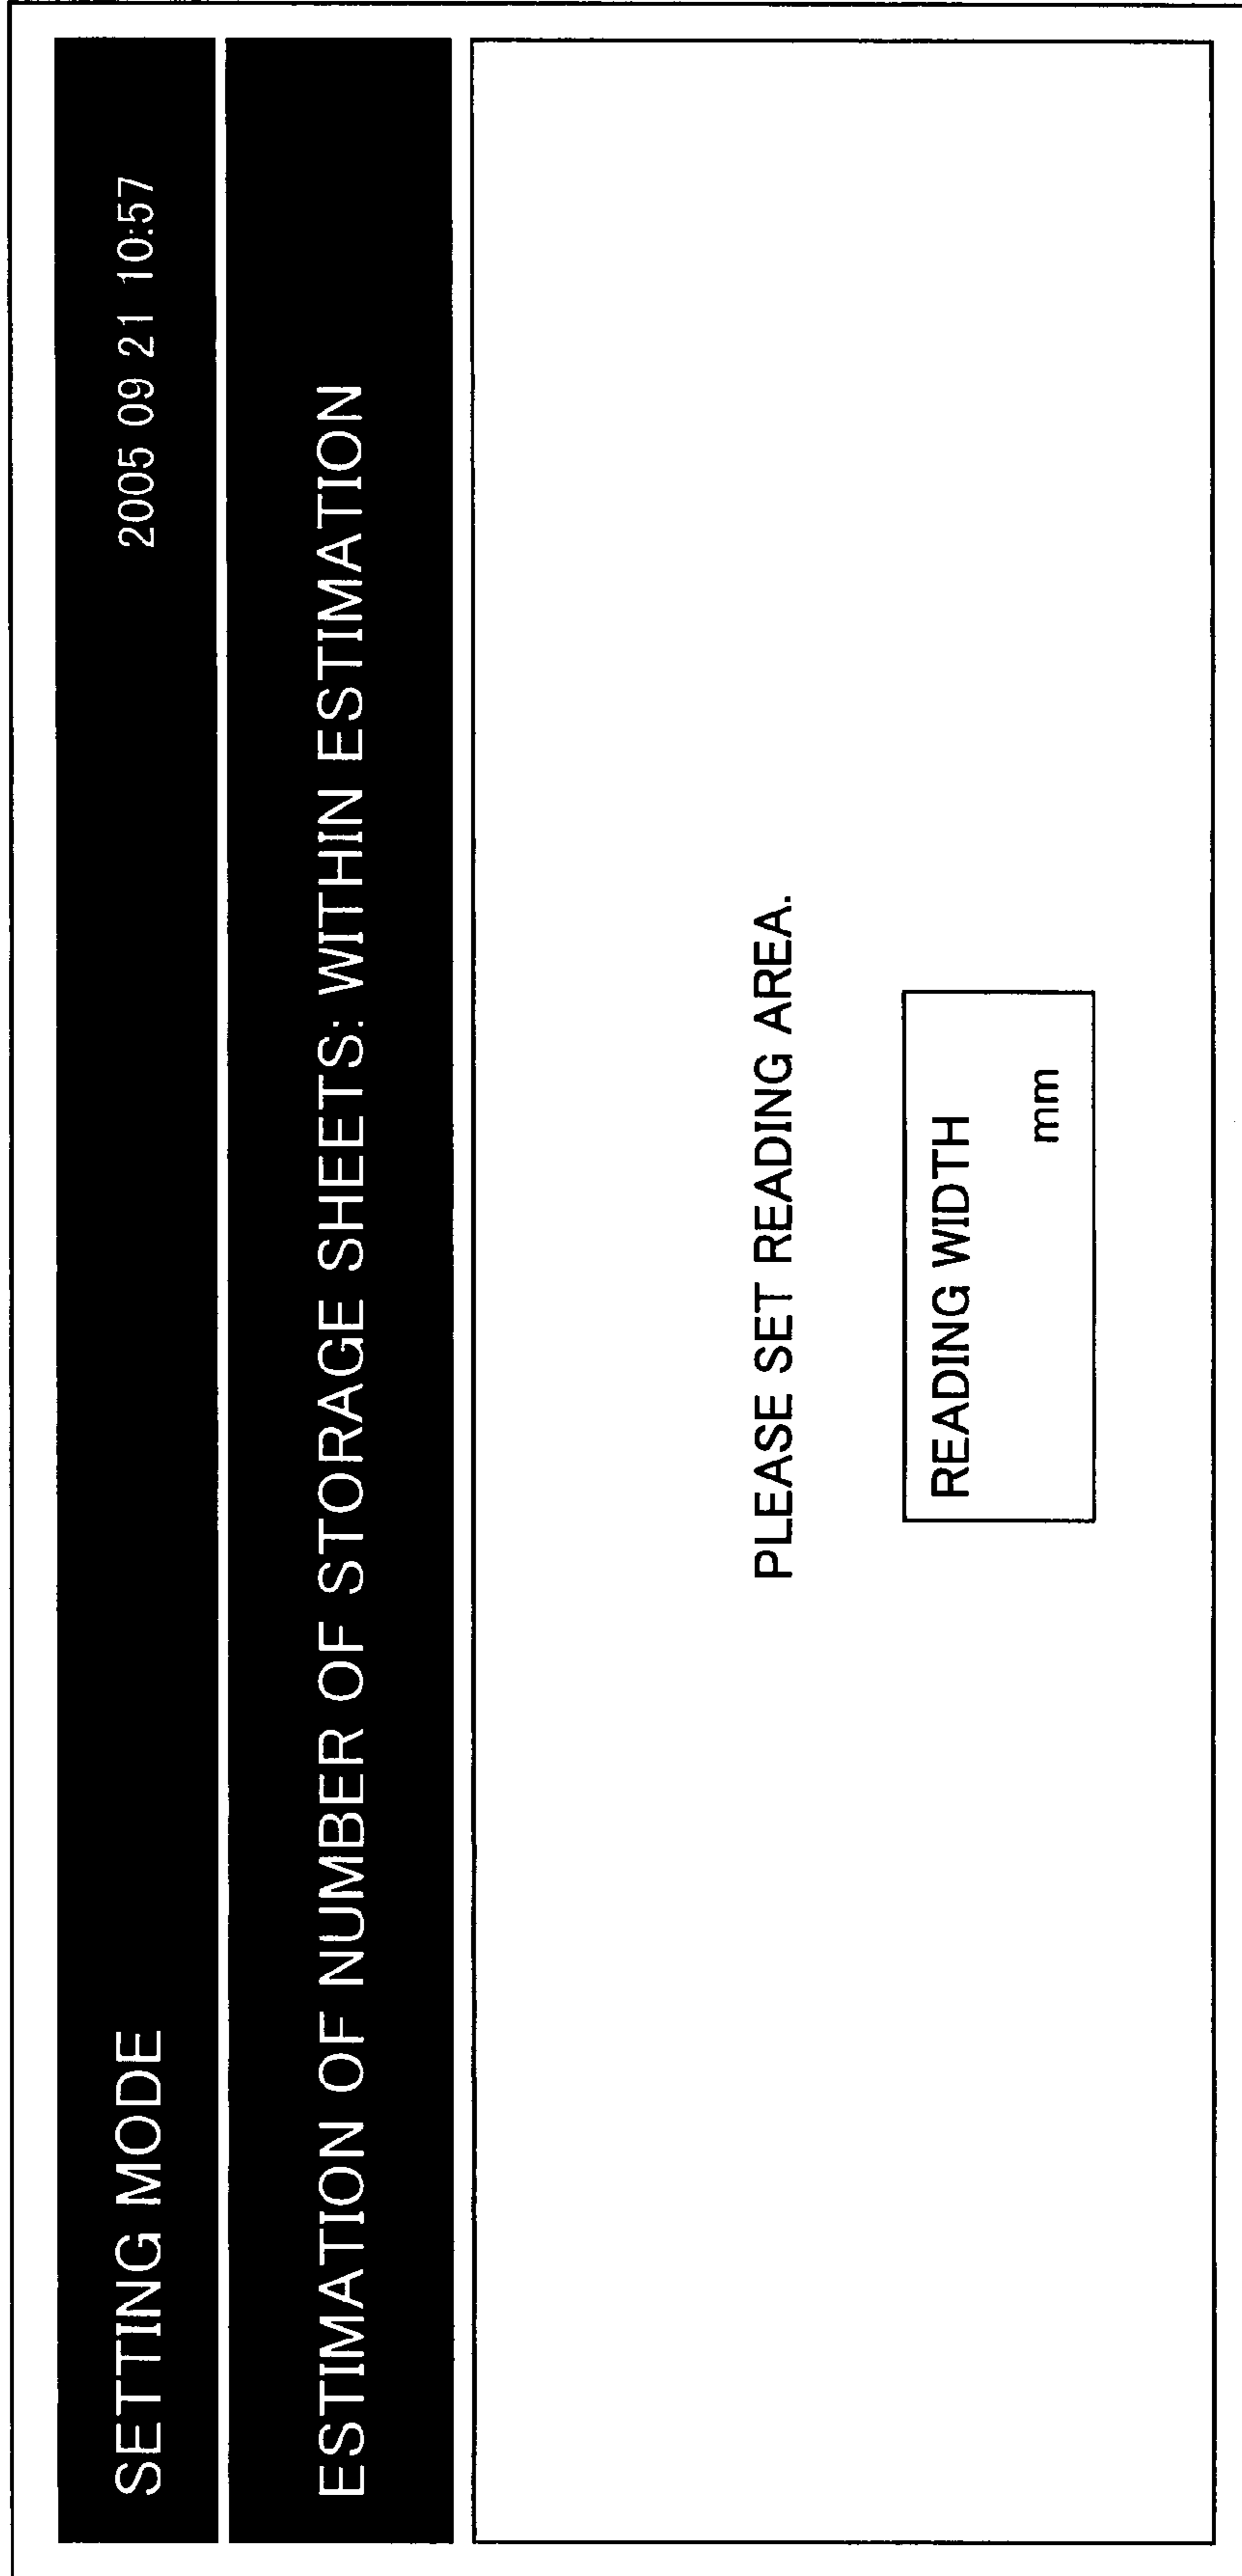 SETTING MODE 2005 09 21 10:57
ESTIMATION OF NUMBER OF STORAGE SHEETS: WITHIN ESTIMATION
PLEASE SET READING AREA.
READING WIDTH
mm